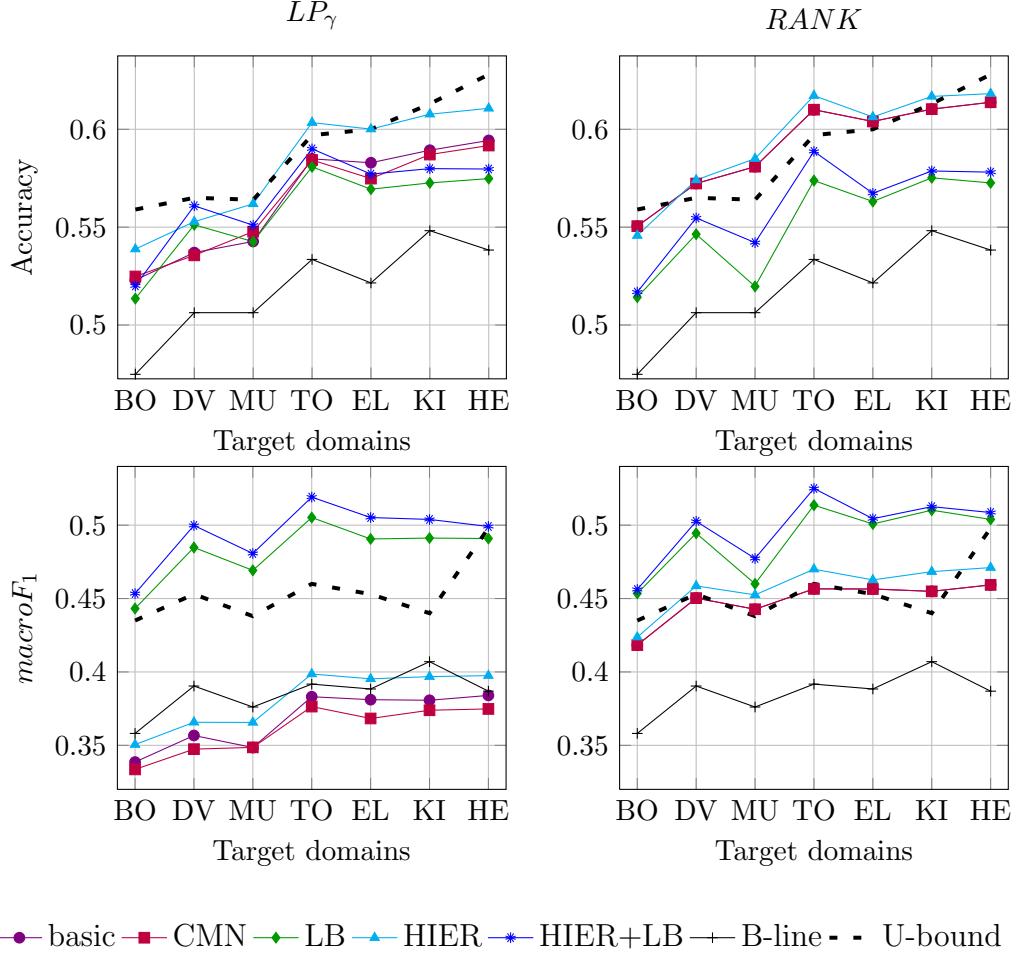 LPγ
RANK
Accuracy
0.6
0.55
0.5
BO DV MU TO EL KI HE
Target domains
0.6
0.55
0.5
BO DV MU TO EL KI HE
Target domains
macroF1
0.5
0.45
0.4
0.35
BO DV MU TO EL KI HE
Target domains
0.5
0.45
0.4
0.35
BO DV MU TO EL KI HE
Target domains
basic CMN LB HIER HIER+LB B-line U-bound